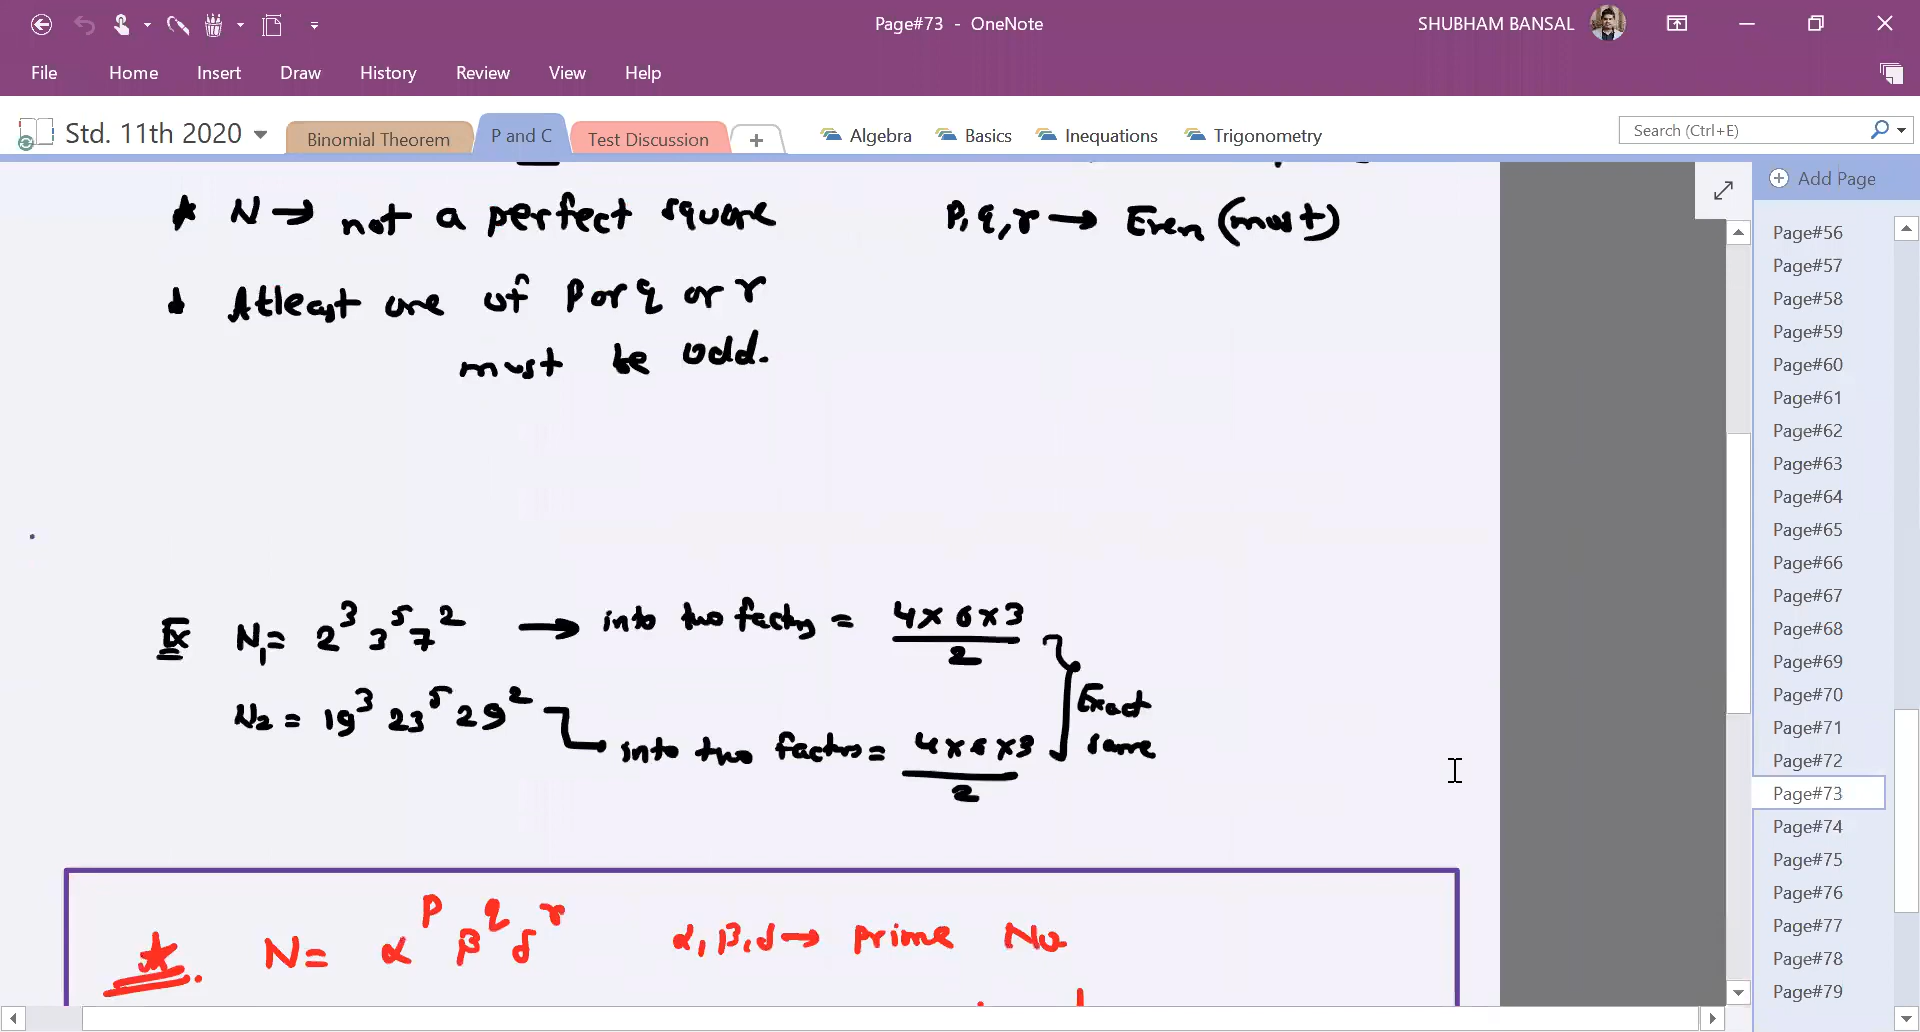 Page#73 - OneNote
SHUBHAM BANSAL
File Home Insert Draw History Review View Help
Std. 11th 2020
Binomial Theorem
P and C
Test Discussion
Algebra
Basics
Inequations
Trigonometry
Search (Ctrl+E)
Add Page
★ N → not a perfect square
P, q, r → Even (must)
Atleast one of P or q or r
must be odd.
Ex N₁ = 2³ 3⁵ 7² → into two factors = 4 × 6 × 3 / 2
N₂ = 19³ 23⁵ 29²
into two factors = 4 × 6 × 3 / 2
Exact
same
★ N = α^P β^q δ^r α, β, δ → prime No
Page#56
Page#57
Page#58
Page#59
Page#60
Page#61
Page#62
Page#63
Page#64
Page#65
Page#66
Page#67
Page#68
Page#69
Page#70
Page#71
Page#72
Page#73
Page#74
Page#75
Page#76
Page#77
Page#78
Page#79